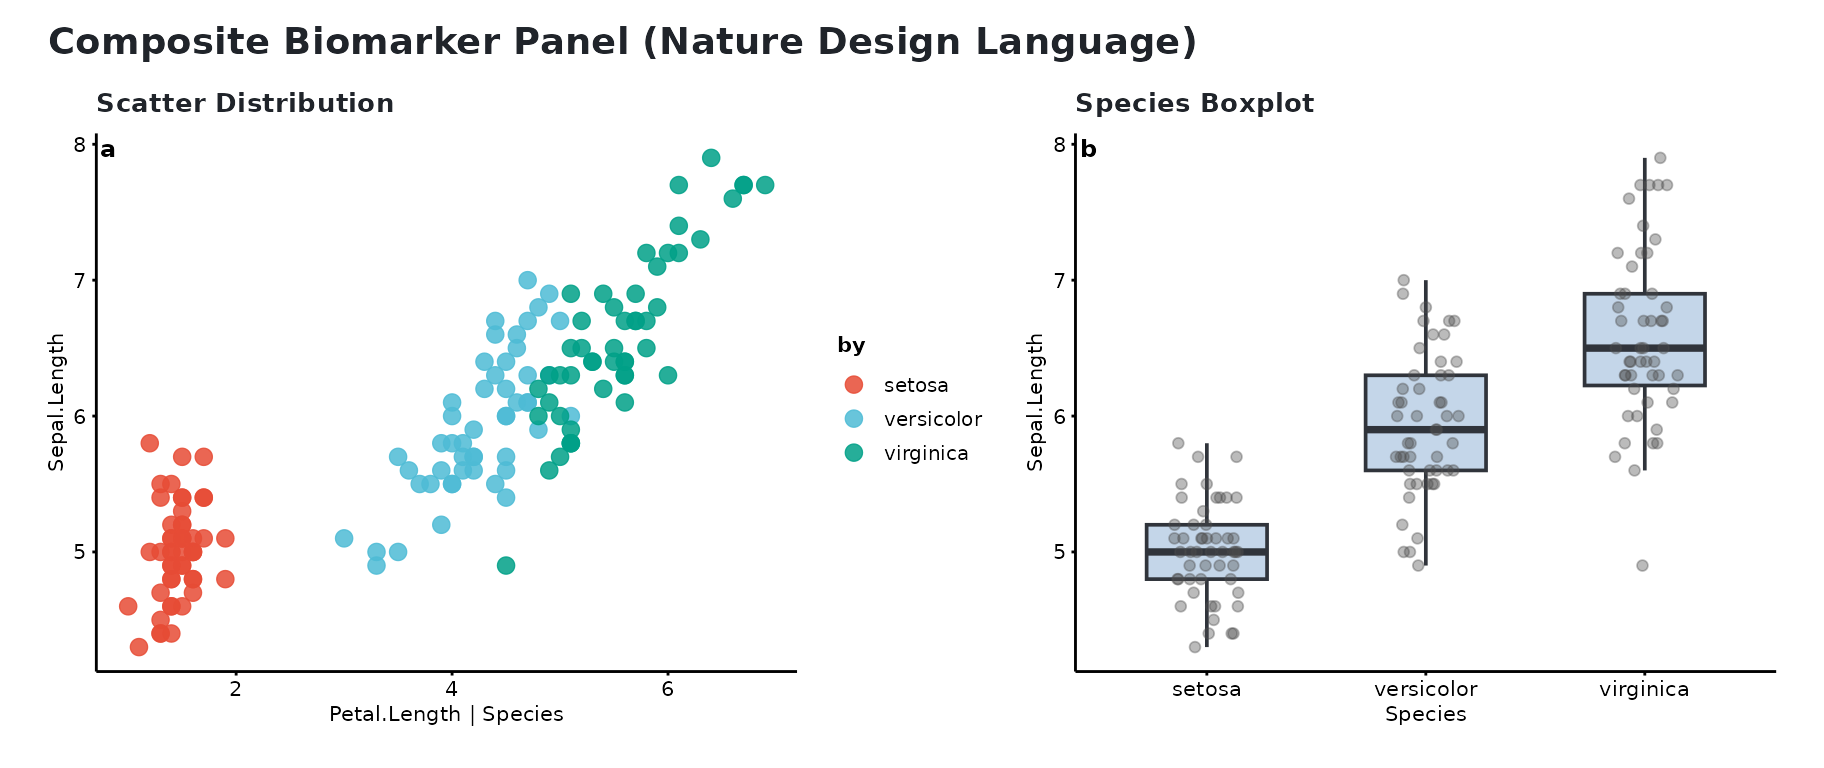 Composite Biomarker Panel (Nature Design Language)
Scatter Distribution
a
8
7
6
5
Sepal.Length
2
4
6
Petal.Length | Species
by
setosa
versicolor
virginica
Species Boxplot
b
8
7
6
5
Sepal.Length
setosa
versicolor
virginica
Species